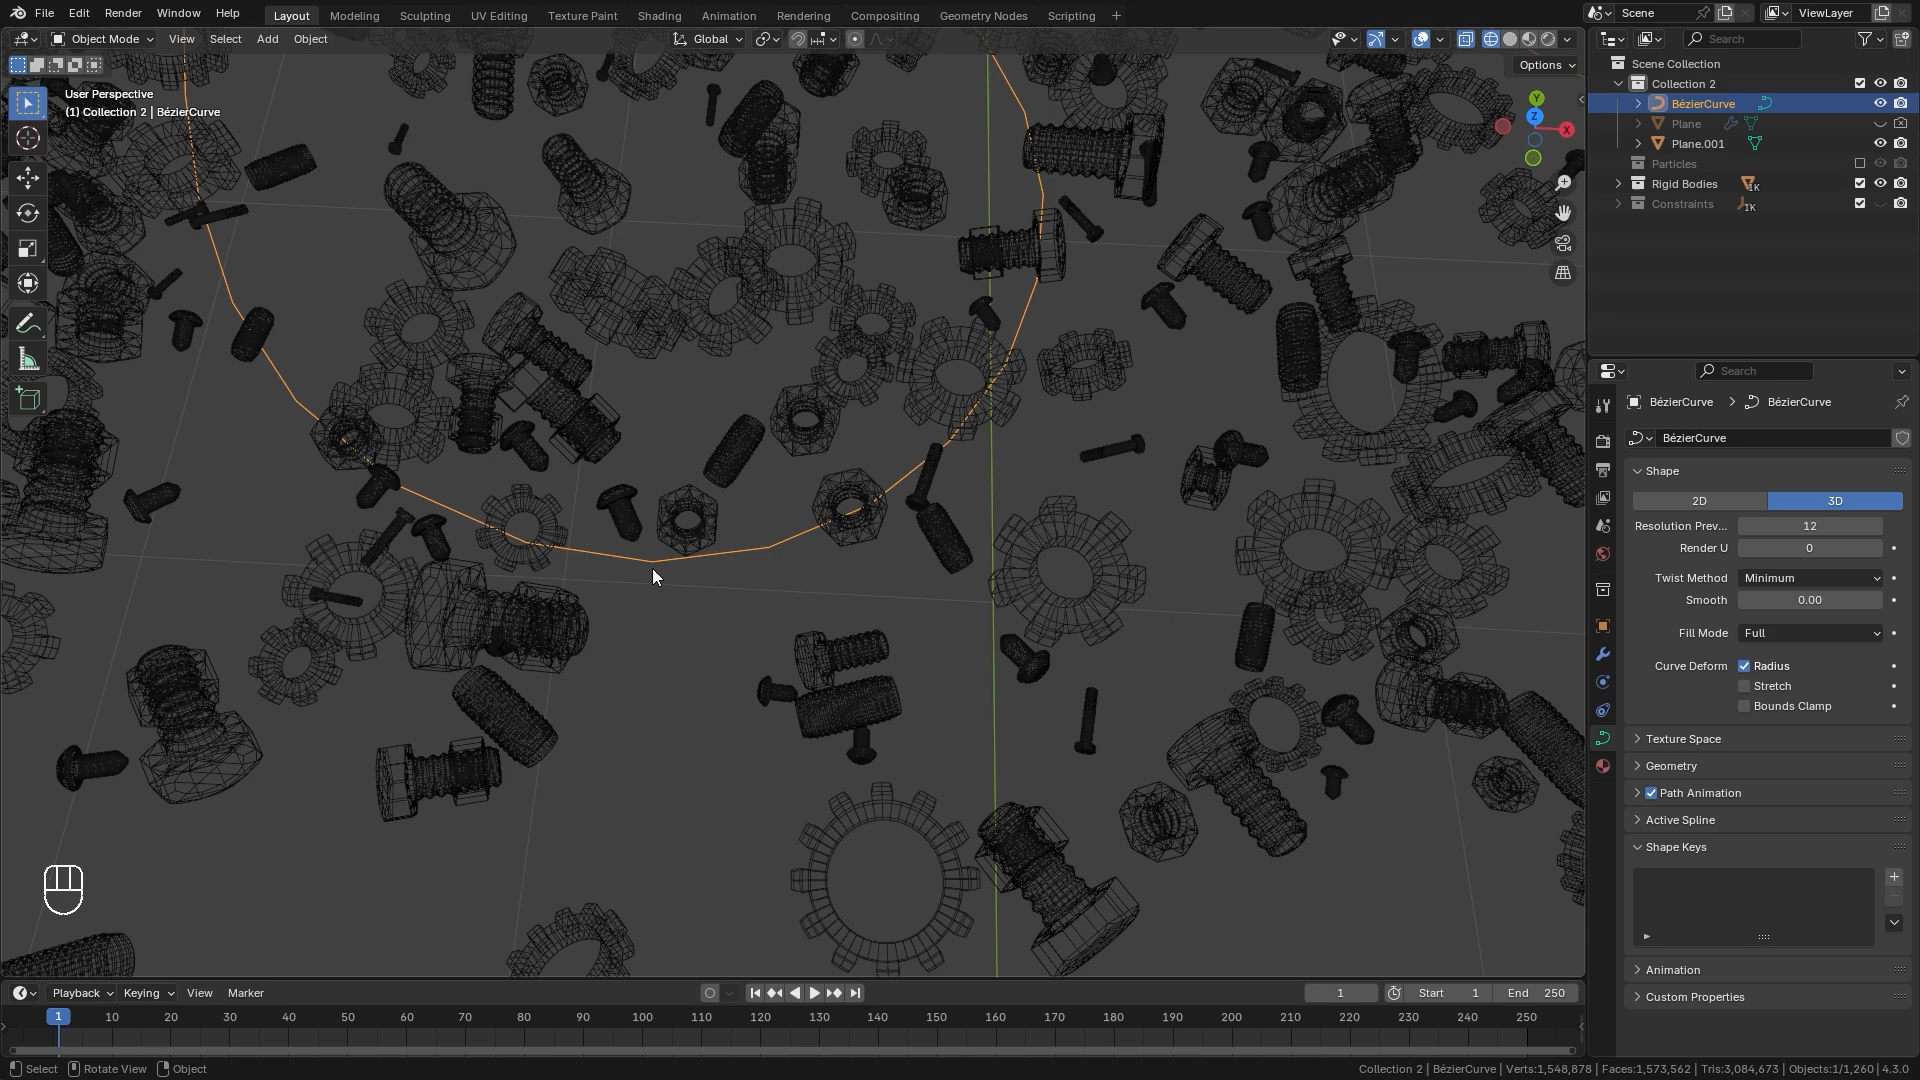 File Edit Render Window Help Layout Modeling Sculpting UV Editing Texture Paint Shading Animation Rendering Compositing Geometry Nodes Scripting + Scene ViewLayer
Object Mode View Select Add Object Global Search
Options
User Perspective
(1) Collection 2 | BézierCurve
Y
Z
X
Scene Collection
Collection 2
BézierCurve
Plane
Plane.001
Particles
Rigid Bodies 1K
Constraints 1K
Search
BézierCurve > BézierCurve
BézierCurve
Shape
2D 3D
Resolution Prev... 12
Render U 0
Twist Method Minimum
Smooth 0.00
Fill Mode Full
Curve Deform Radius
Stretch
Bounds Clamp
Texture Space
Geometry
Path Animation
Active Spline
Shape Keys
Animation
Custom Properties
Playback Keying View Marker 1 Start 1 End 250
1 10 20 30 40 50 60 70 80 90 100 110 120 130 140 150 160 170 180 190 200 210 220 230 240 250
Select Rotate View Object Collection 2 | BézierCurve | Verts:1,548,878 | Faces:1,573,562 | Tris:3,084,673 | Objects:1/1,260 | 4.3.0